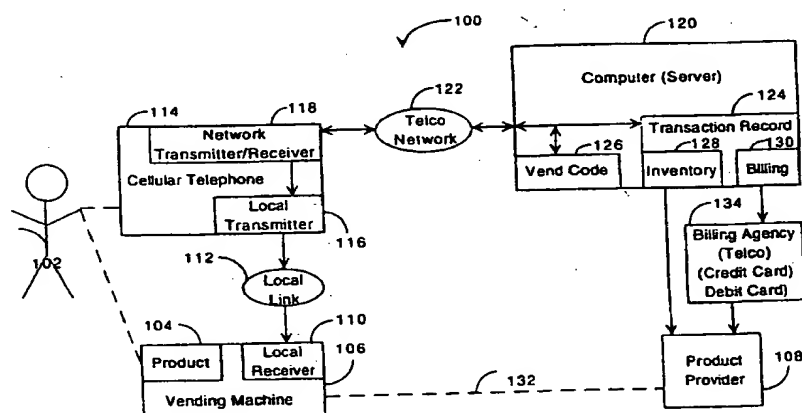 100
120
Computer (Server)
122
124
114
118
Telco
Network
Network
Transmitter/Receiver
Transaction Record
126
128
130
Cellular Telephone
Vend Code
Inventory
Billing
Local
Transmitter
116
134
Billing Agency
(Telco)
(Credit Card)
Debit Card)
102
112
Local
Link
104
110
Product
Local
Receiver
106
Vending Machine
132
Product
Provider
108